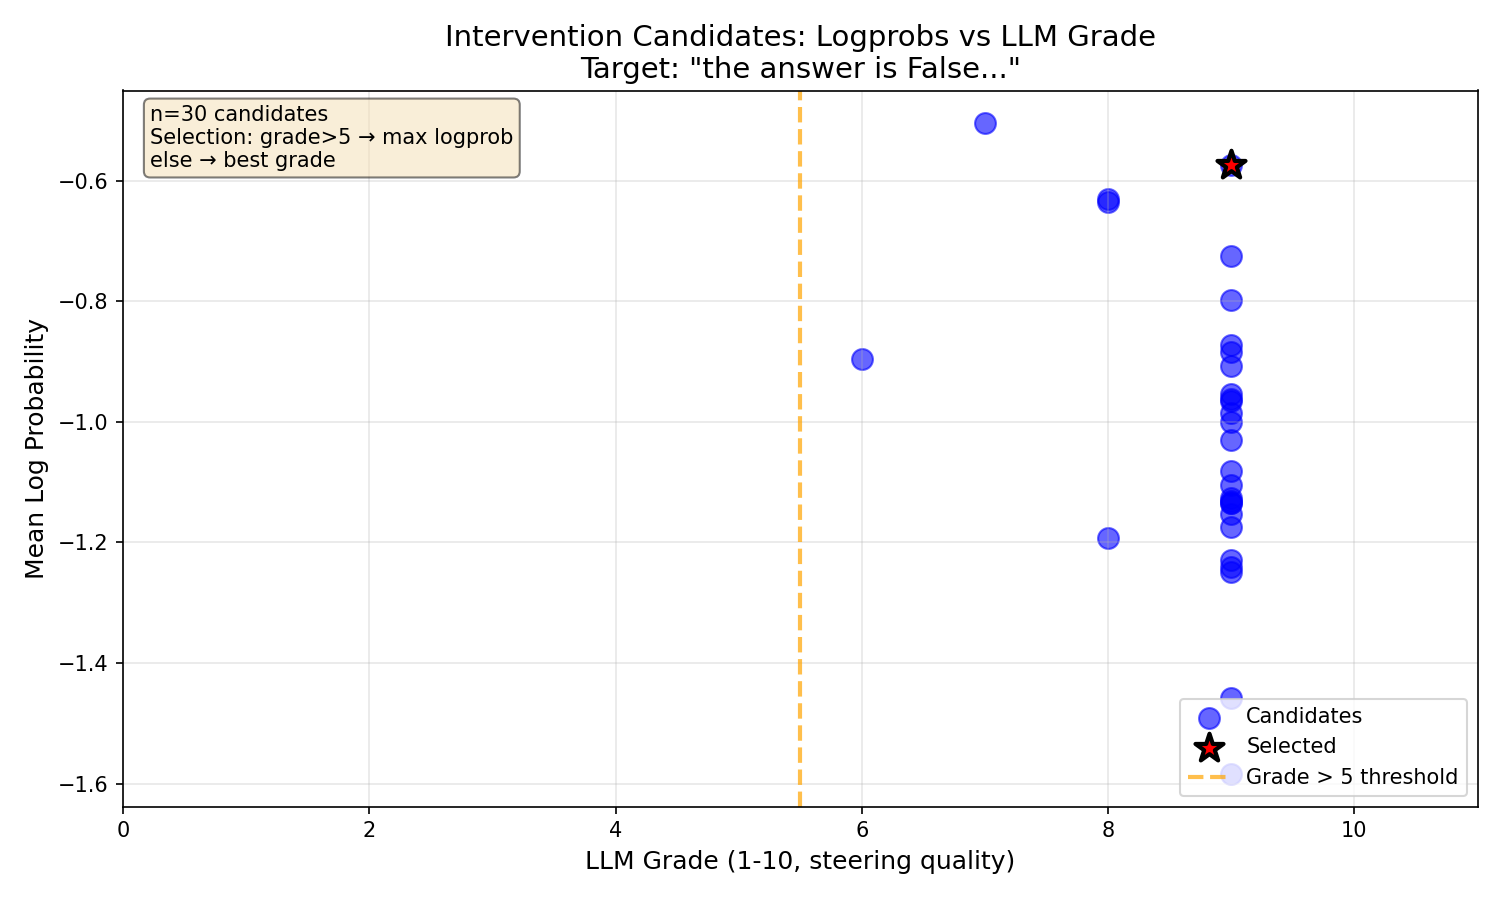 Intervention Candidates: Logprobs vs LLM Grade
Target: "the answer is False..."
n=30 candidates
Selection: grade>5 → max logprob
else → best grade
Mean Log Probability
−0.6
−0.8
−1.0
−1.2
−1.4
−1.6
Candidates
Selected
Grade > 5 threshold
0
2
4
6
8
10
LLM Grade (1-10, steering quality)